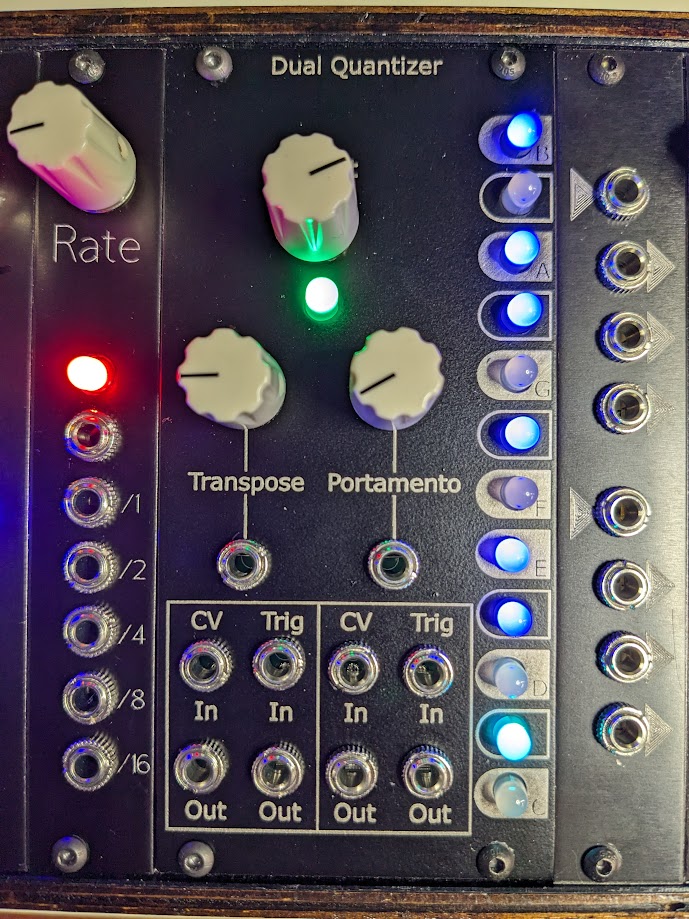 Dual Quantizer
Rate
/1
/2
/4
/8
/16
Transpose Portamento
CV Trig CV Trig
In In In In
Out Out Out Out
B
A
G
F
E
D
C